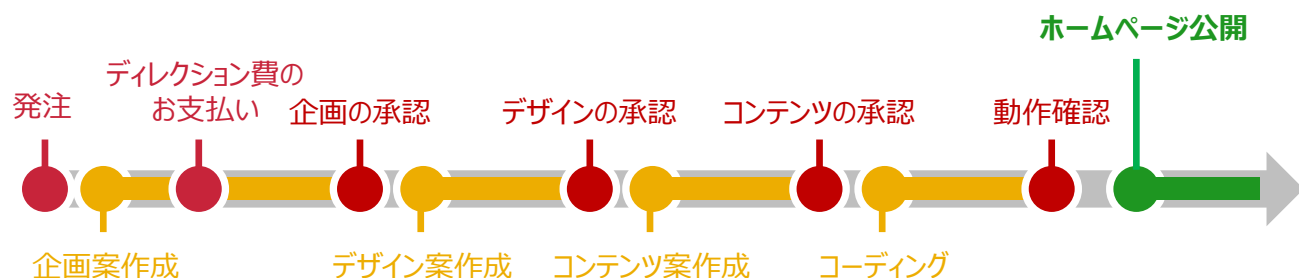 ホームページ公開
ディレクション費の
お支払い
発注
企画の承認
デザインの承認
コンテンツの承認
動作確認
企画案作成
デザイン案作成
コンテンツ案作成
コーディング